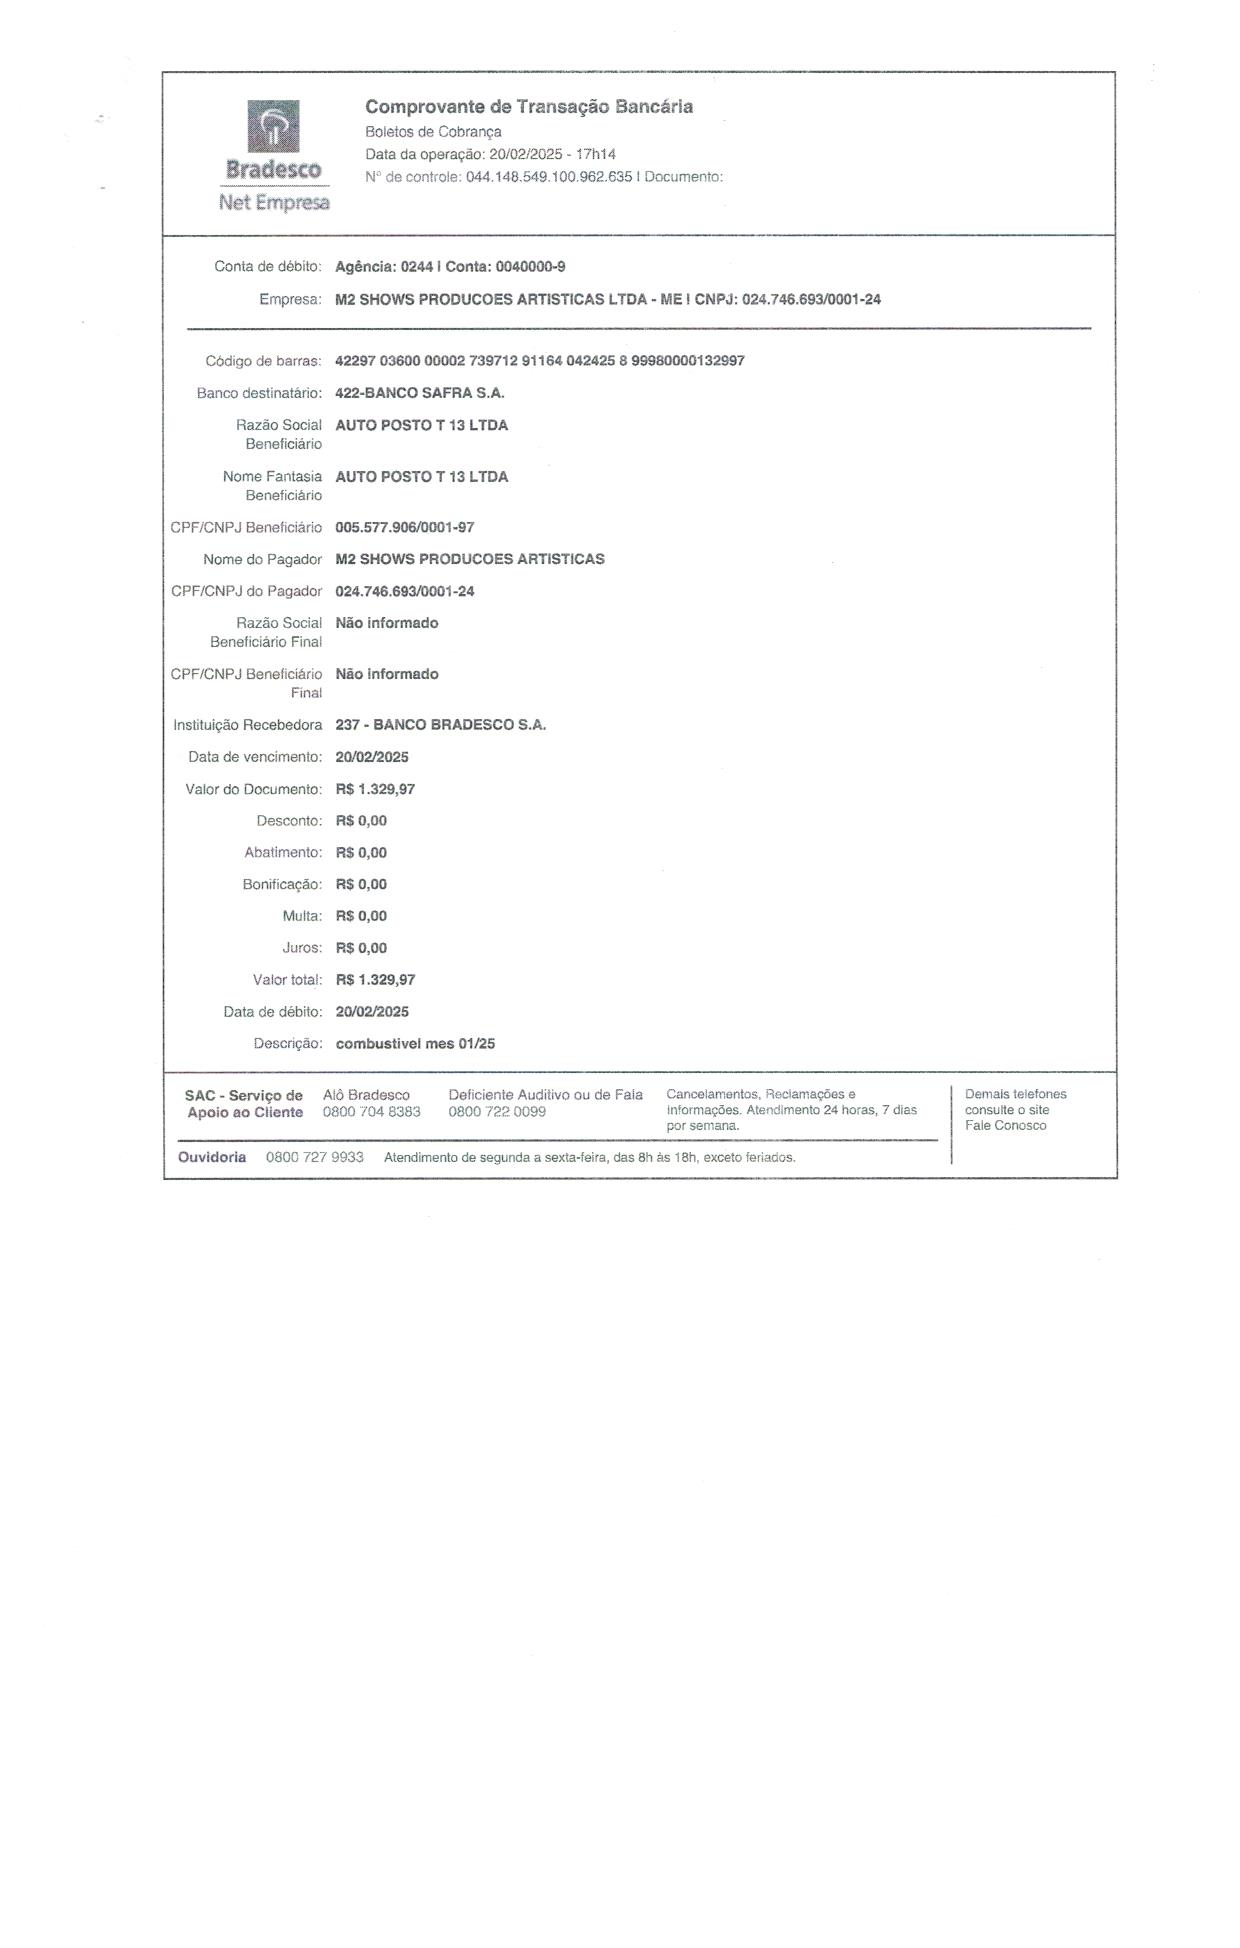 Bradesco
Net Empresa
Comprovante de Transação Bancária
Boletos de Cobrança
Data da operação: 20/02/2025 - 17h14
N° de controle: 044.148.549.100.962.635 | Documento:
Conta de débito: Agência: 0244 | Conta: 0040000-9
Empresa: M2 SHOWS PRODUCOES ARTISTICAS LTDA - ME | CNPJ: 024.746.693/0001-24
Código de barras: 42297 03600 00002 739712 91164 042425 8 99980000132997
Banco destinatário: 422-BANCO SAFRA S.A.
Razão Social AUTO POSTO T 13 LTDA
Beneficiário
Nome Fantasia AUTO POSTO T 13 LTDA
Beneficiário
CPF/CNPJ Beneficiário 005.577.906/0001-97
Nome do Pagador M2 SHOWS PRODUCOES ARTISTICAS
CPF/CNPJ do Pagador 024.746.693/0001-24
Razão Social Não informado
Beneficiário Final
CPF/CNPJ Beneficiário Não informado
Final
Instituição Recebedora 237 - BANCO BRADESCO S.A.
Data de vencimento: 20/02/2025
Valor do Documento: R$ 1.329,97
Desconto: R$ 0,00
Abatimento: R$ 0,00
Bonificação: R$ 0,00
Multa: R$ 0,00
Juros: R$ 0,00
Valor total: R$ 1.329,97
Data de débito: 20/02/2025
Descrição: combustivel mes 01/25
SAC - Serviço de
Apoio ao Cliente
Alô Bradesco
0800 704 8383
Deficiente Auditivo ou de Fala
0800 722 0099
Cancelamentos, Reclamações e
Informações. Atendimento 24 horas, 7 dias
por semana.
Demais telefones
consulte o site
Fale Conosco
Ouvidoria 0800 727 9933 Atendimento de segunda a sexta-feira, das 8h às 18h, exceto feriados.